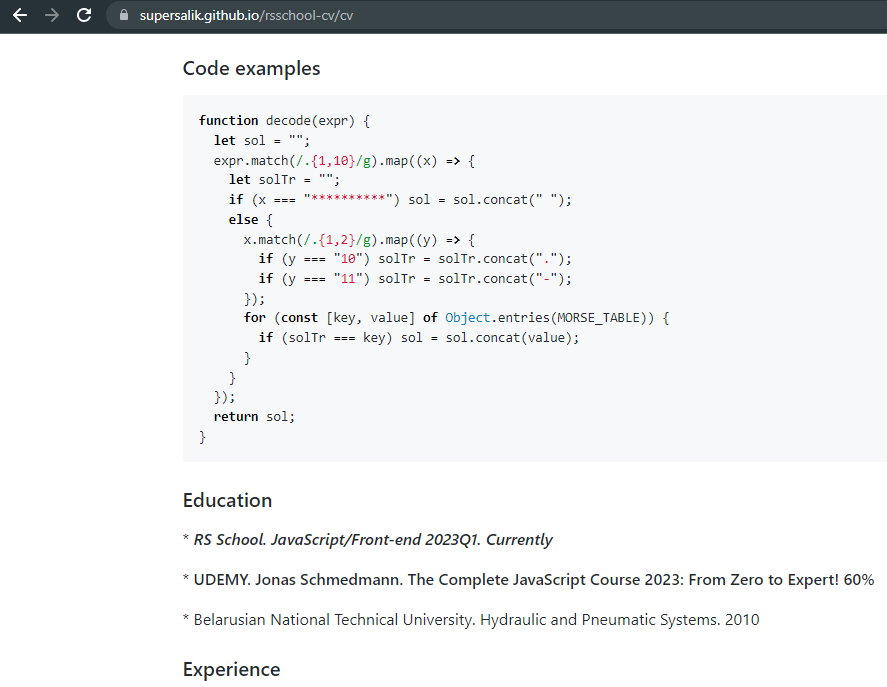 supersalik.github.io/rsschool-cv/cv
Code examples
function decode(expr) {
  let sol = "";
  expr.match(/.{1,10}/g).map((x) => {
    let solTr = "";
    if (x === "**********") sol = sol.concat(" ");
    else {
      x.match(/.{1,2}/g).map((y) => {
        if (y === "10") solTr = solTr.concat(".");
        if (y === "11") solTr = solTr.concat("-");
      });
      for (const [key, value] of Object.entries(MORSE_TABLE)) {
        if (solTr === key) sol = sol.concat(value);
      }
    }
  });
  return sol;
}
Education
* RS School. JavaScript/Front-end 2023Q1. Currently
* UDEMY. Jonas Schmedmann. The Complete JavaScript Course 2023: From Zero to Expert! 60%
* Belarusian National Technical University. Hydraulic and Pneumatic Systems. 2010
Experience